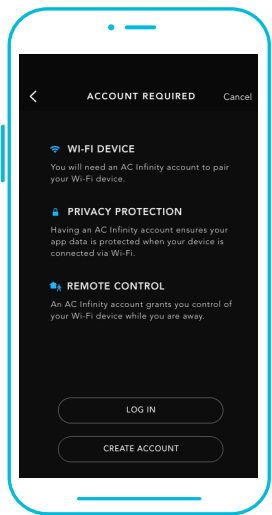 ACCOUNT REQUIRED Cancel
WI-FI DEVICE
You will need an AC Infinity account to pair
your Wi-Fi device.
PRIVACY PROTECTION
Having an AC Infinity account ensures your
app data is protected when your device is
connected via Wi-Fi.
REMOTE CONTROL
An AC Infinity account grants you control of
your Wi-Fi device while you are away.
LOG IN
CREATE ACCOUNT